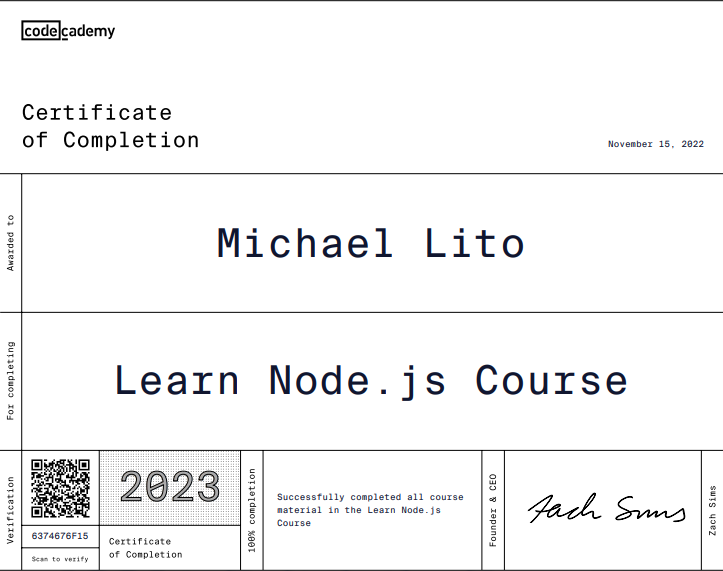 codecademy
Certificate
of Completion
November 15, 2022
Awarded to
Michael Lito
For completing
Learn Node.js Course
Verification
6374676F15
Scan to verify
2023
Certificate
of Completion
100% completion
Successfully completed all course
material in the Learn Node.js
Course
Founder & CEO
Zach Sims
Zach Sims